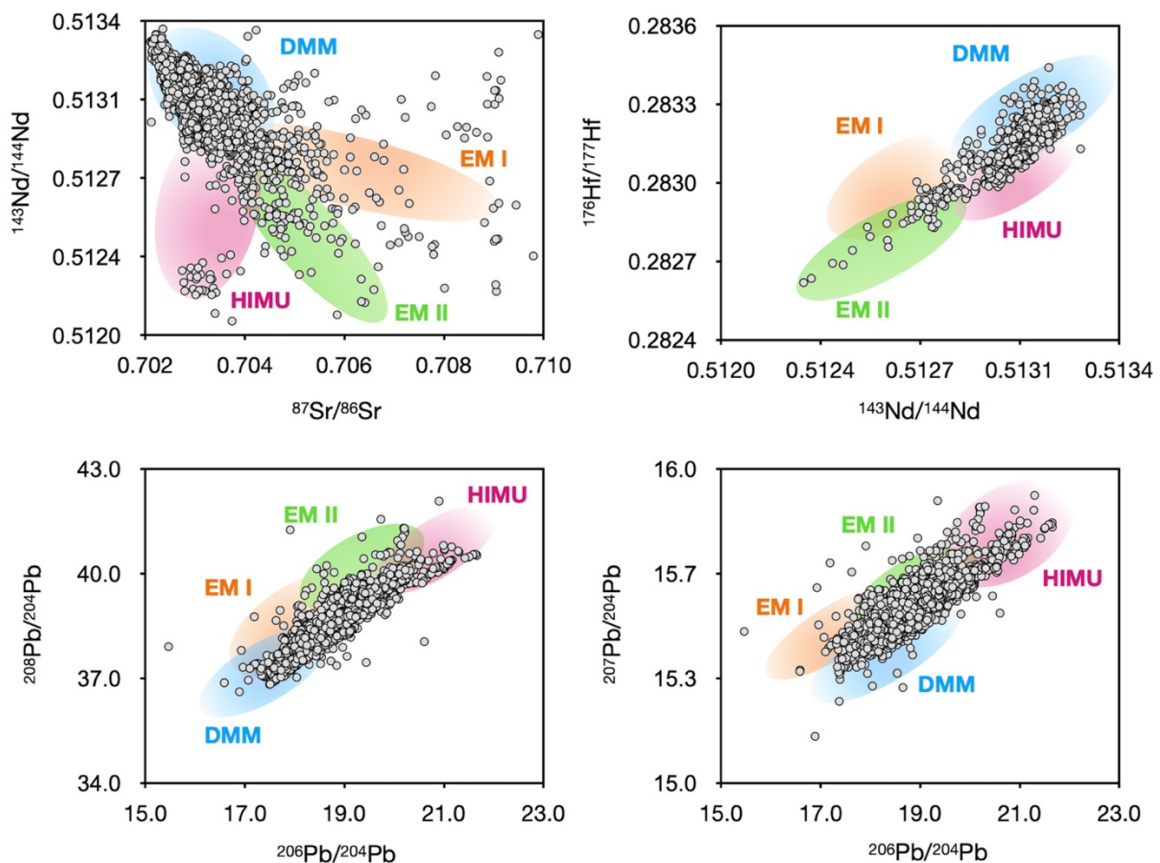 0.5134
0.5131
0.5127
0.5124
0.5120
¹⁴³Nd/¹⁴⁴Nd
DMM
EM I
HIMU
EM II
0.702 0.704 0.706 0.708 0.710
⁸⁷Sr/⁸⁶Sr
0.2836
0.2833
0.2830
0.2827
0.2824
¹⁷⁶Hf/¹⁷⁷Hf
DMM
EM I
HIMU
EM II
0.5120 0.5124 0.5127 0.5131 0.5134
¹⁴³Nd/¹⁴⁴Nd
43.0
40.0
37.0
34.0
²⁰⁸Pb/²⁰⁴Pb
HIMU
EM II
EM I
DMM
15.0 17.0 19.0 21.0 23.0
²⁰⁶Pb/²⁰⁴Pb
16.0
15.7
15.3
15.0
²⁰⁷Pb/²⁰⁴Pb
EM II
HIMU
EM I
DMM
15.0 17.0 19.0 21.0 23.0
²⁰⁶Pb/²⁰⁴Pb